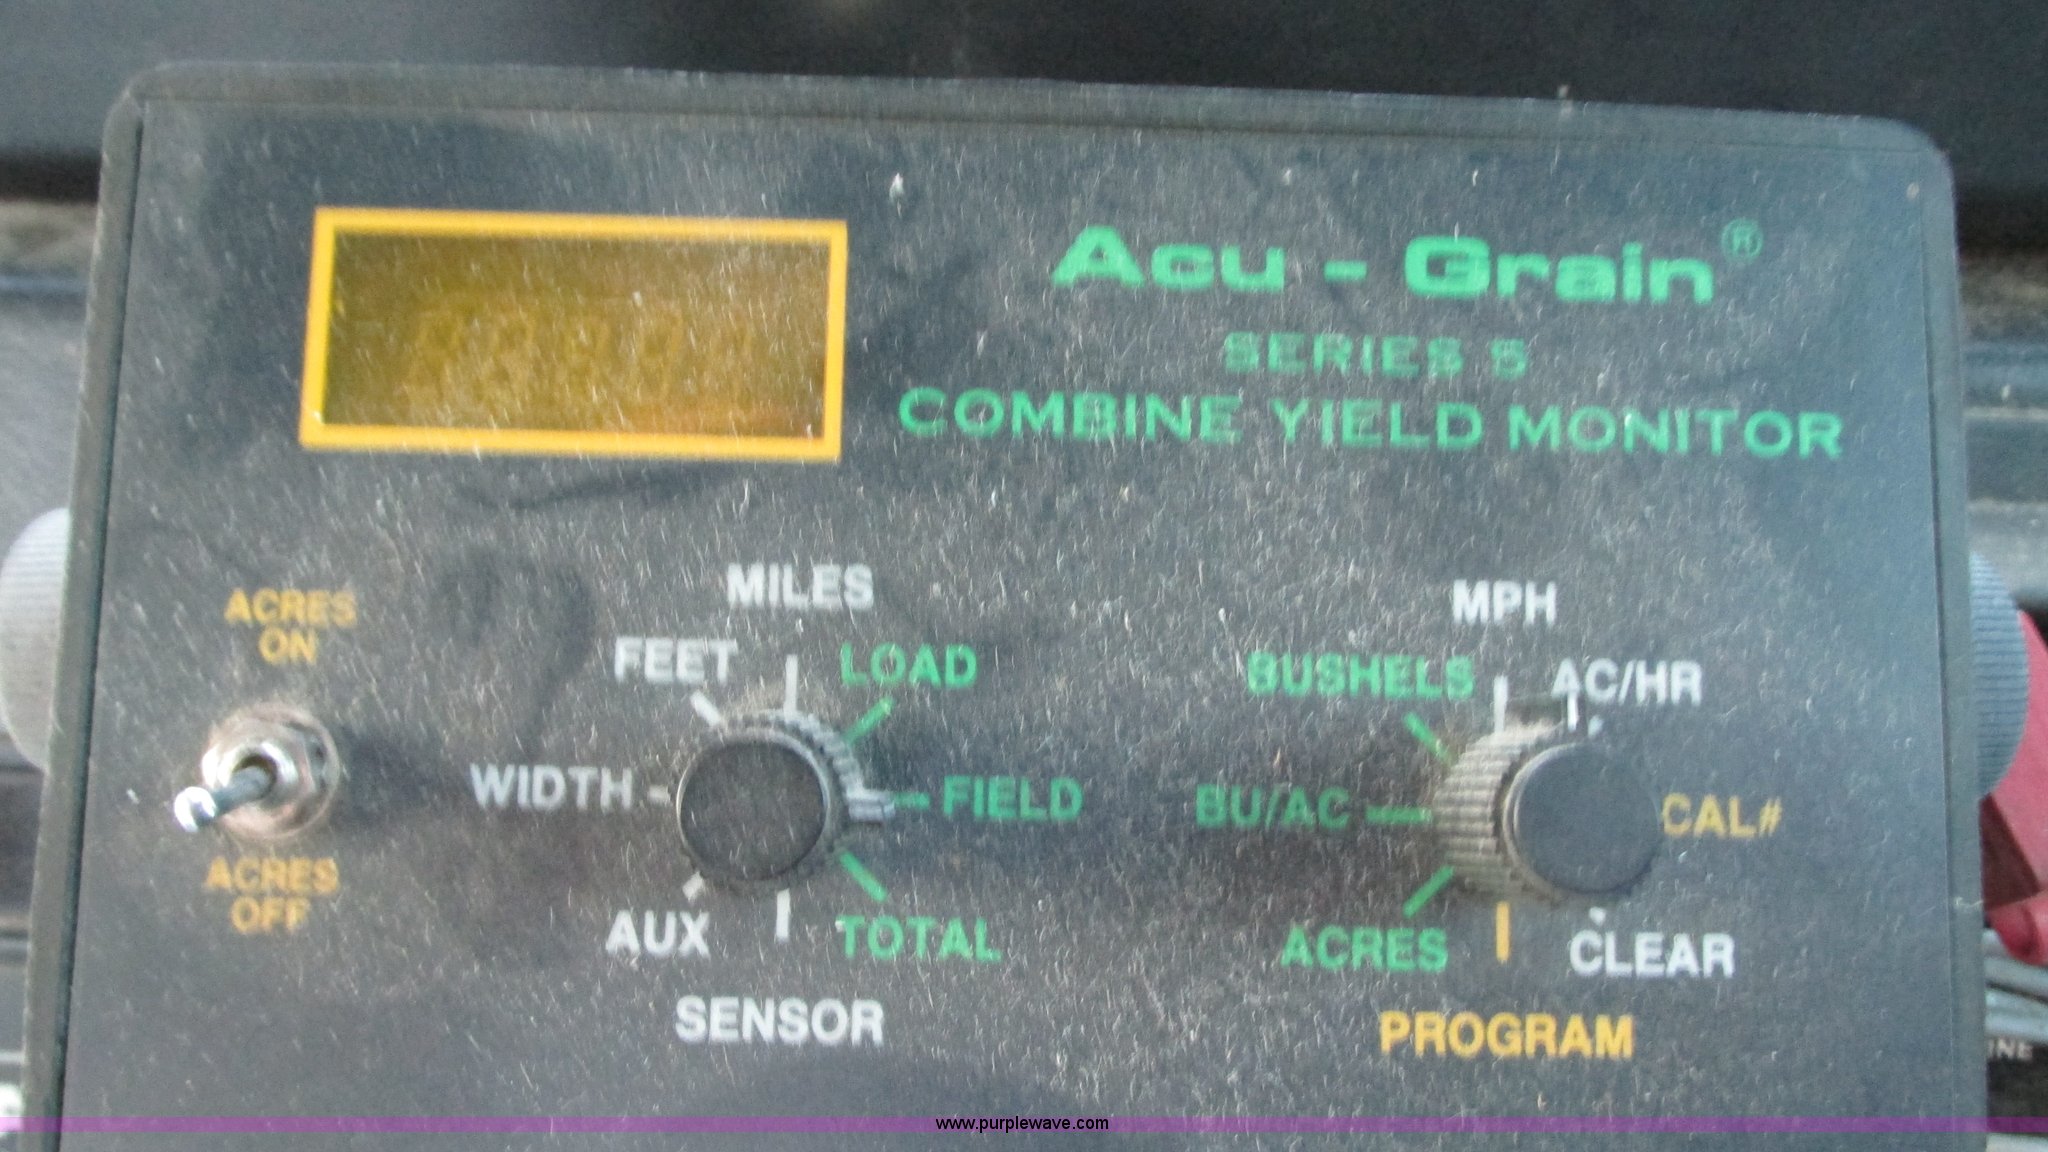 Acu - Grain®
SERIES 5
COMBINE YIELD MONITOR
ACRES
ON
ACRES
OFF
MILES
FEET
LOAD
WIDTH
FIELD
AUX
TOTAL
SENSOR
MPH
BUSHELS
AC/HR
BU/AC
CAL#
ACRES
CLEAR
PROGRAM
www.purplewave.com